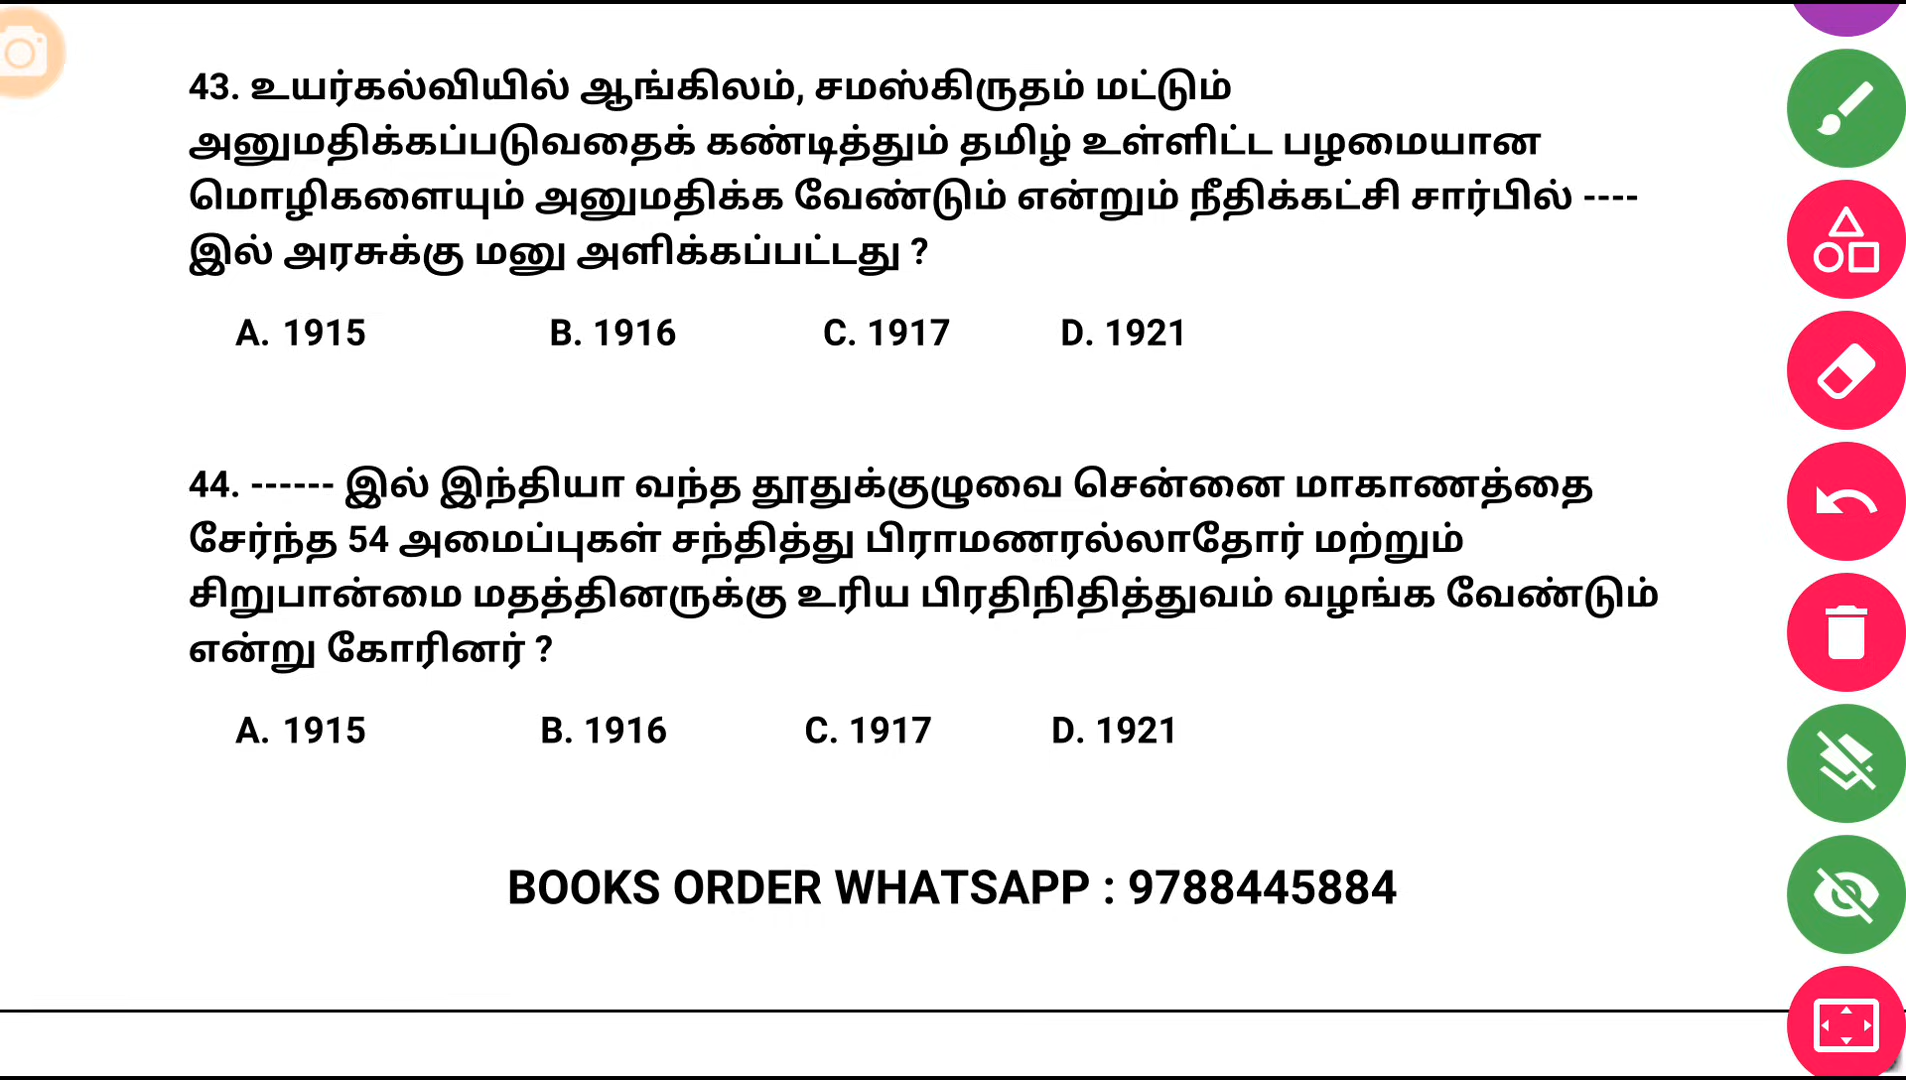 43. உயர்கல்வியில் ஆங்கிலம், சமஸ்கிருதம் மட்டும்
அனுமதிக்கப்படுவதைக் கண்டித்தும் தமிழ் உள்ளிட்ட பழமையான
மொழிகளையும் அனுமதிக்க வேண்டும் என்றும் நீதிக்கட்சி சார்பில் ----
இல் அரசுக்கு மனு அளிக்கப்பட்டது ?
A. 1915 B. 1916 C. 1917 D. 1921
44. ------ இல் இந்தியா வந்த தூதுக்குழுவை சென்னை மாகாணத்தை
சேர்ந்த 54 அமைப்புகள் சந்தித்து பிராமணரல்லாதோர் மற்றும்
சிறுபான்மை மதத்தினருக்கு உரிய பிரதிநிதித்துவம் வழங்க வேண்டும்
என்று கோரினர் ?
A. 1915 B. 1916 C. 1917 D. 1921
BOOKS ORDER WHATSAPP : 9788445884